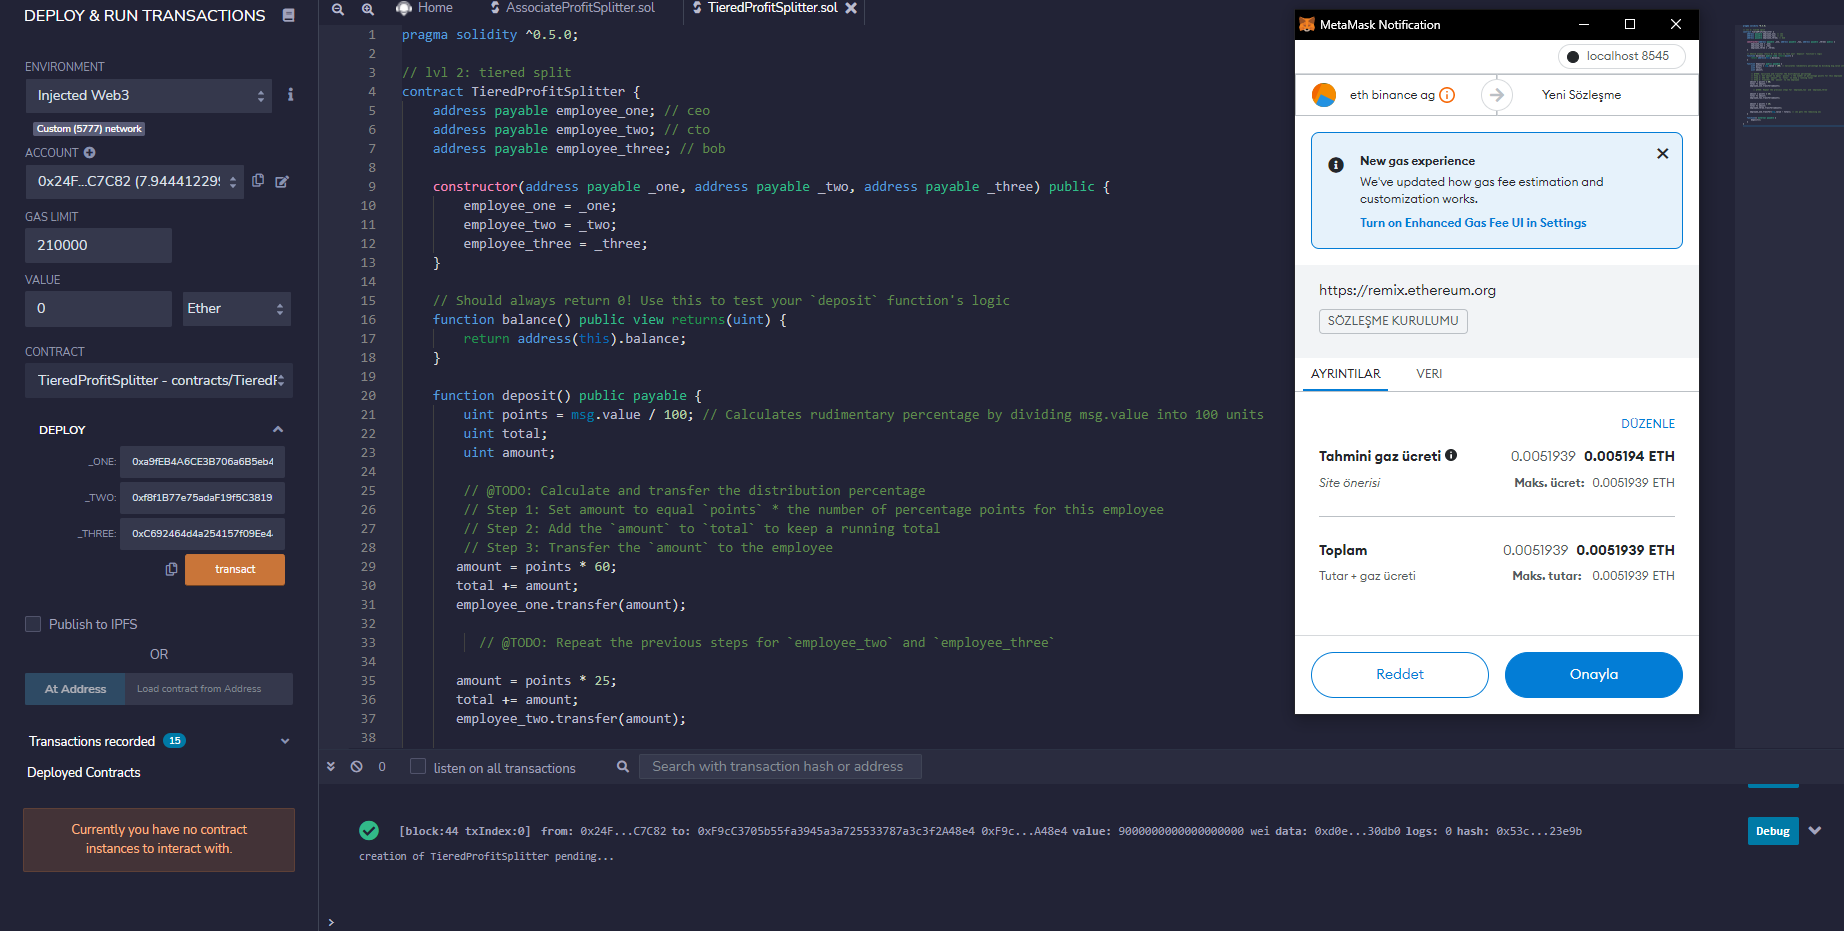 DEPLOY & RUN TRANSACTIONS
ENVIRONMENT
Injected Web3
Custom (5777) network
ACCOUNT
0x24F...C7C82 (7.944412299
GAS LIMIT
210000
VALUE
0
Ether
CONTRACT
TieredProfitSplitter - contracts/TieredF
DEPLOY
_ONE: 0xa9fEB4A6CE3B706a6B5eb4
_TWO: 0xf8f1B77e75adaF19f5C3819
_THREE: 0xC692464d4a254157f09Ee4
transact
Publish to IPFS
OR
At Address Load contract from Address
Transactions recorded 15
Deployed Contracts
Currently you have no contract
instances to interact with.
Home AssociateProfitSplitter.sol TieredProfitSplitter.sol
1 pragma solidity ^0.5.0;
2
3 // lvl 2: tiered split
4 contract TieredProfitSplitter {
5 address payable employee_one; // ceo
6 address payable employee_two; // cto
7 address payable employee_three; // bob
8
9 constructor(address payable _one, address payable _two, address payable _three) public {
10 employee_one = _one;
11 employee_two = _two;
12 employee_three = _three;
13 }
14
15 // Should always return 0! Use this to test your `deposit` function's logic
16 function balance() public view returns(uint) {
17 return address(this).balance;
18 }
19
20 function deposit() public payable {
21 uint points = msg.value / 100; // Calculates rudimentary percentage by dividing msg.value into 100 units
22 uint total;
23 uint amount;
24
25 // @TODO: Calculate and transfer the distribution percentage
26 // Step 1: Set amount to equal `points` * the number of percentage points for this employee
27 // Step 2: Add the `amount` to `total` to keep a running total
28 // Step 3: Transfer the `amount` to the employee
29 amount = points * 60;
30 total += amount;
31 employee_one.transfer(amount);
32
33 // @TODO: Repeat the previous steps for `employee_two` and `employee_three`
34
35 amount = points * 25;
36 total += amount;
37 employee_two.transfer(amount);
38
0 listen on all transactions Search with transaction hash or address
[block:44 txIndex:0] from: 0x24F...C7C82 to: 0xF9cC3705b55fa3945a3a725533787a3c3f2A48e4 0xF9c...A48e4 value: 9000000000000000000 wei data: 0xd0e...30db0 logs: 0 hash: 0x53c...23e9b
Debug
creation of TieredProfitSplitter pending...
>
MetaMask Notification
localhost 8545
eth binance ag Yeni Sözleşme
New gas experience
We've updated how gas fee estimation and
customization works.
Turn on Enhanced Gas Fee UI in Settings
https://remix.ethereum.org
SÖZLEŞME KURULUMU
AYRINTILAR VERI
DÜZENLE
Tahmini gaz ücreti 0.0051939 0.005194 ETH
Site önerisi Maks. ücret: 0.0051939 ETH
Toplam 0.0051939 0.0051939 ETH
Tutar + gaz ücreti Maks. tutar: 0.0051939 ETH
Reddet Onayla